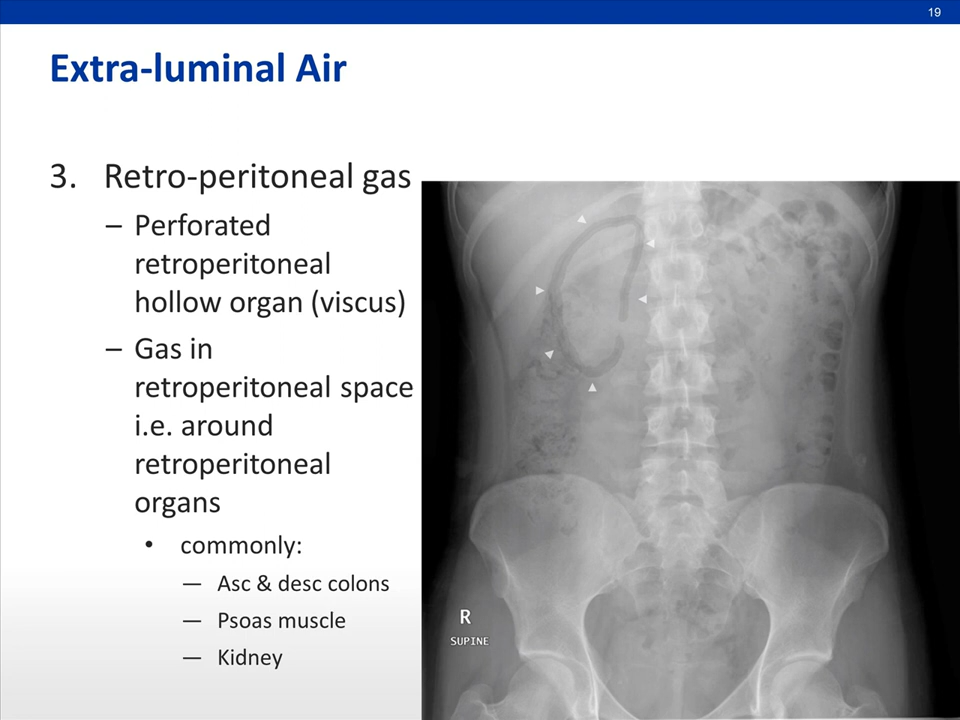 19
Extra-luminal Air
3. Retro-peritoneal gas
– Perforated
retroperitoneal
hollow organ (viscus)
– Gas in
retroperitoneal space
i.e. around
retroperitoneal
organs
• commonly:
— Asc & desc colons
— Psoas muscle
— Kidney
R
SUPINE